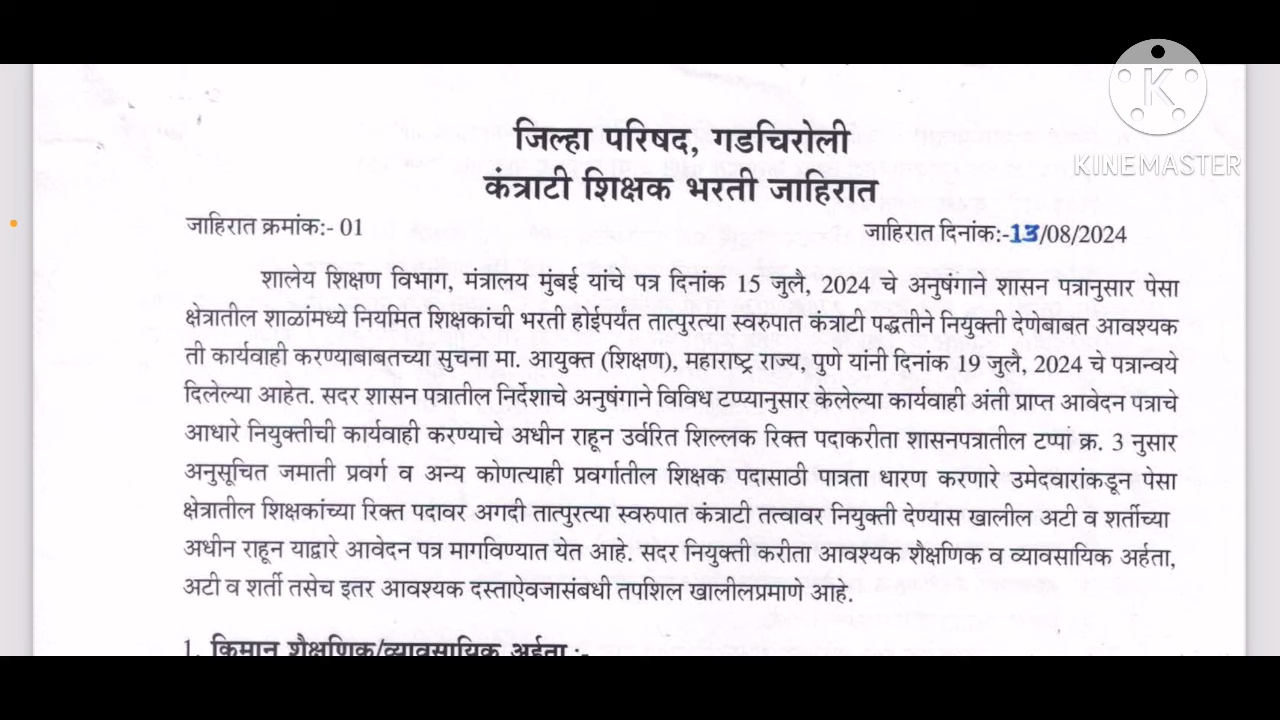 K
KINEMASTER
जिल्हा परिषद, गडचिरोली
कंत्राटी शिक्षक भरती जाहिरात
जाहिरात क्रमांक:- 01 जाहिरात दिनांक:-13/08/2024
शालेय शिक्षण विभाग, मंत्रालय मुंबई यांचे पत्र दिनांक 15 जुलै, 2024 चे अनुषंगाने शासन पत्रानुसार पेसा
क्षेत्रातील शाळांमध्ये नियमित शिक्षकांची भरती होईपर्यंत तात्पुरत्या स्वरुपात कंत्राटी पद्धतीने नियुक्ती देणेबाबत आवश्यक
ती कार्यवाही करण्याबाबतच्या सुचना मा. आयुक्त (शिक्षण), महाराष्ट्र राज्य, पुणे यांनी दिनांक 19 जुलै, 2024 चे पत्रान्वये
दिलेल्या आहेत. सदर शासन पत्रातील निर्देशाचे अनुषंगाने विविध टप्प्यानुसार केलेल्या कार्यवाही अंती प्राप्त आवेदन पत्राचे
आधारे नियुक्तीची कार्यवाही करण्याचे अधीन राहून उर्वरित शिल्लक रिक्त पदाकरीता शासनपत्रातील टप्पा क्र. 3 नुसार
अनुसूचित जमाती प्रवर्ग व अन्य कोणत्याही प्रवर्गातील शिक्षक पदासाठी पात्रता धारण करणारे उमेदवारांकडून पेसा
क्षेत्रातील शिक्षकांच्या रिक्त पदावर अगदी तात्पुरत्या स्वरुपात कंत्राटी तत्वावर नियुक्ती देण्यास खालील अटी व शर्तीच्या
अधीन राहून याद्वारे आवेदन पत्र मागविण्यात येत आहे. सदर नियुक्ती करीता आवश्यक शैक्षणिक व व्यावसायिक अर्हता,
अटी व शर्ती तसेच इतर आवश्यक दस्ताऐवजासंबधी तपशिल खालीलप्रमाणे आहे.
1. किमान शैक्षणिक/व्यावसायिक अर्हता :-